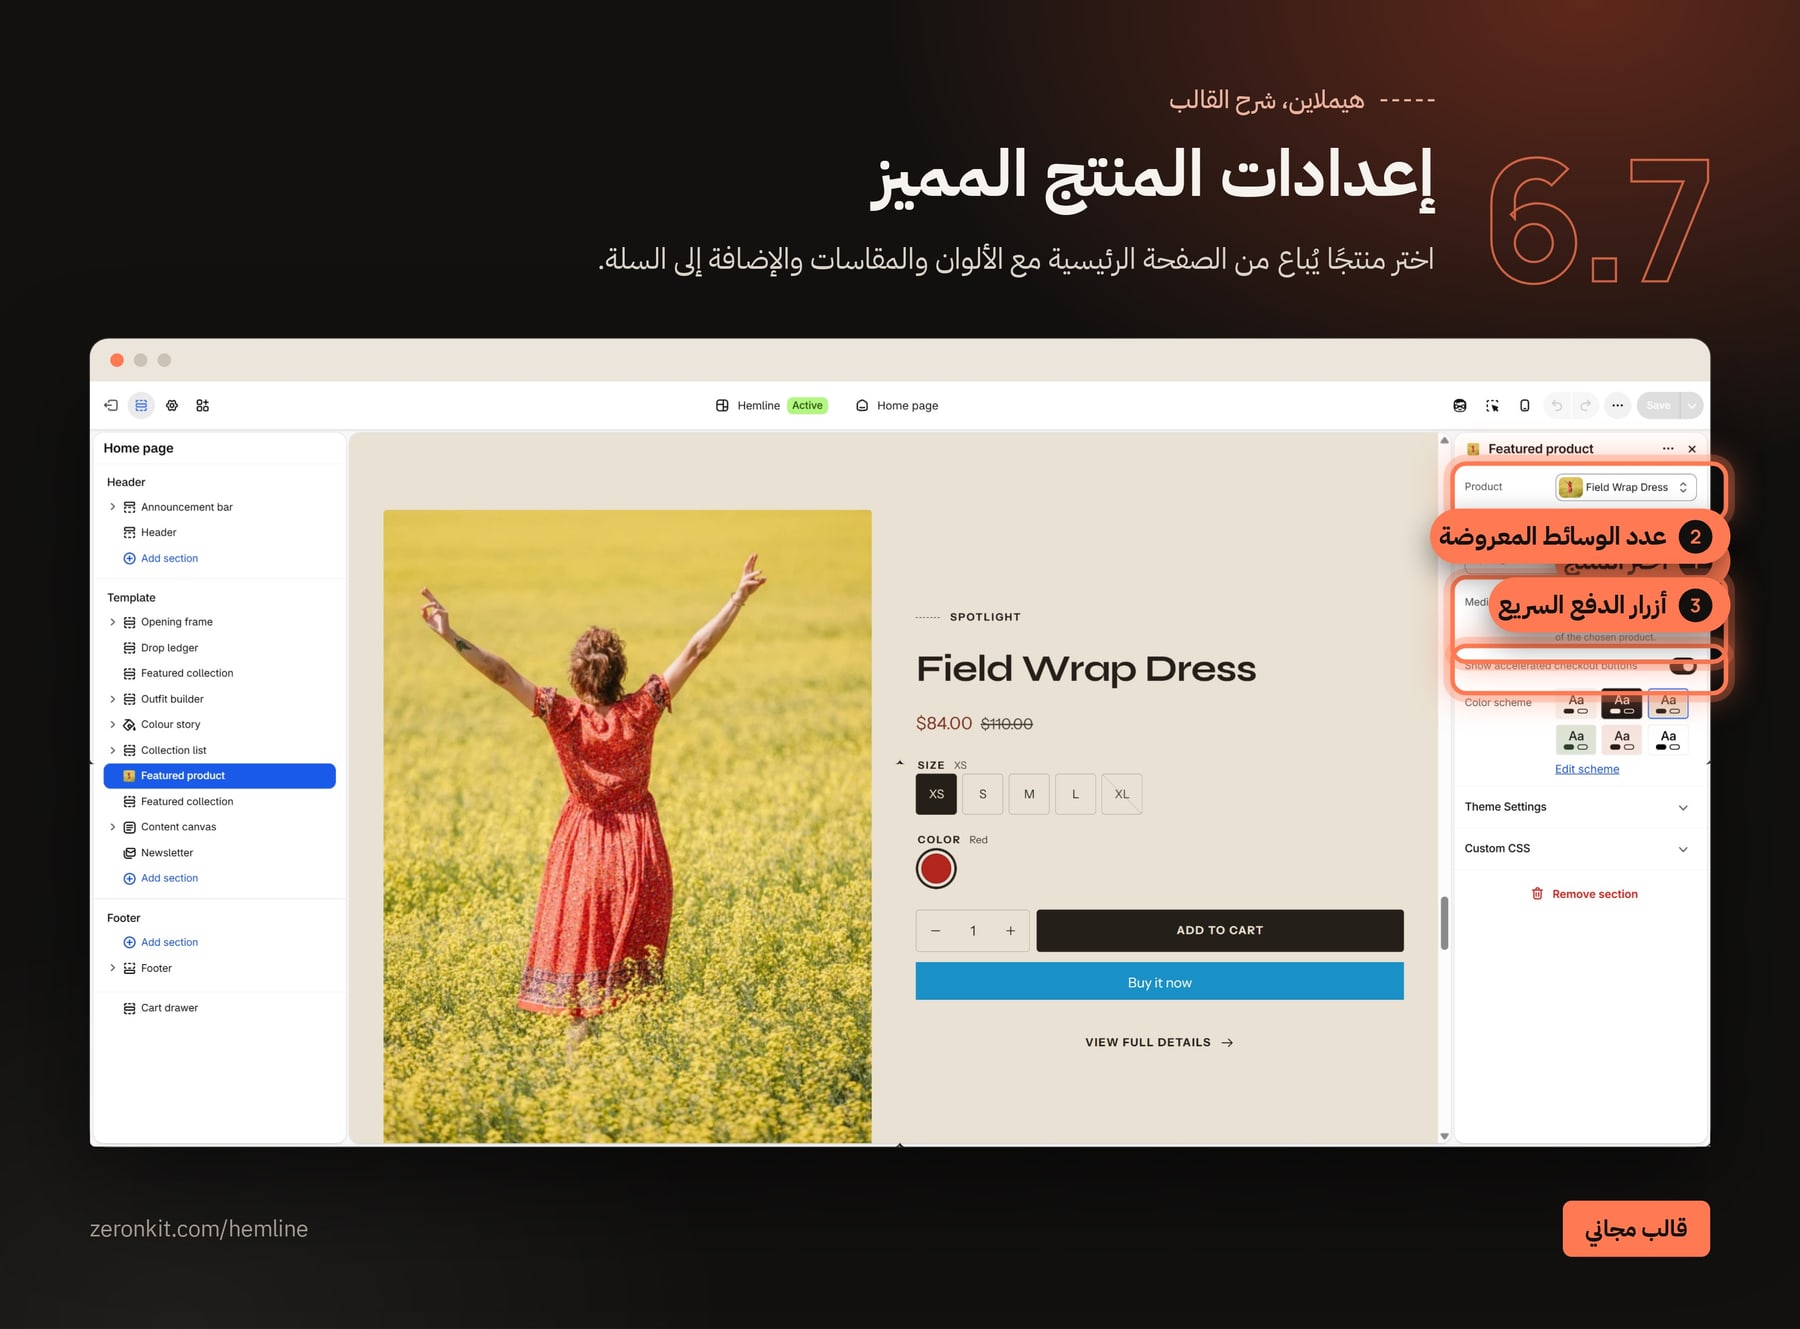 هيملاين، شرح القالب
6.7
إعدادات المنتج المميز
اختر منتجًا يُباع من الصفحة الرئيسية مع الألوان والمقاسات والإضافة إلى السلة.
Hemline Active Home page
Save
Home page
Header
Announcement bar
Header
Add section
Template
Opening frame
Drop ledger
Featured collection
Outfit builder
Colour story
Collection list
Featured product
Featured collection
Content canvas
Newsletter
Add section
Footer
Add section
Footer
Cart drawer
SPOTLIGHT
Field Wrap Dress
$84.00 $110.00
SIZE XS
XS S M L XL
COLOR Red
1
ADD TO CART
Buy it now
VIEW FULL DETAILS
Featured product
Product Field Wrap Dress
2 عدد الوسائط المعروضة
3 أزرار الدفع السريع
of the chosen product.
Show accelerated checkout buttons
Color scheme
Aa Aa Aa
Aa Aa Aa
Edit scheme
Theme Settings
Custom CSS
Remove section
zeronkit.com/hemline
قالب مجاني